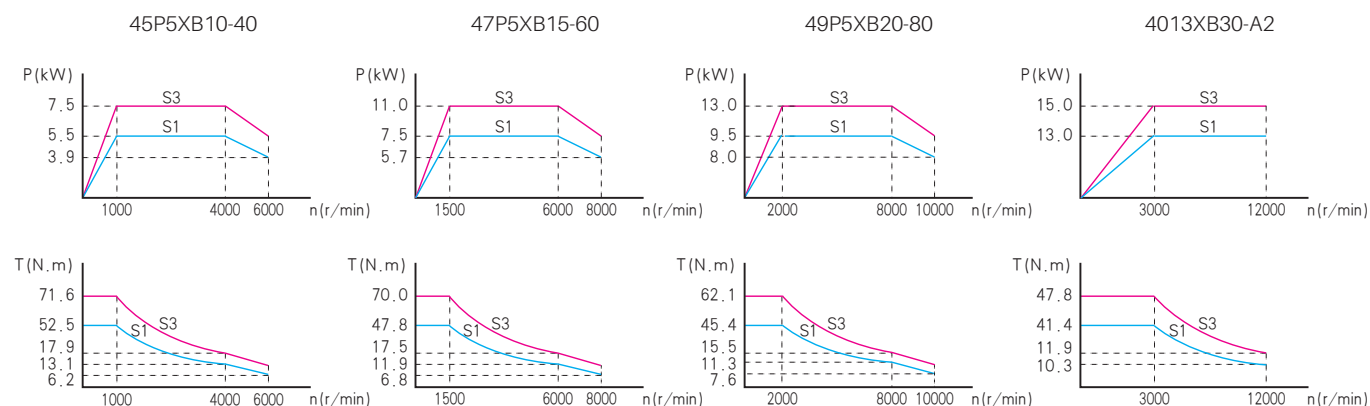 45P5XB10-40
47P5XB15-60
49P5XB20-80
4013XB30-A2
P(kW)
7.5
5.5
3.9
S3
S1
1000 4000 6000 n(r/min)
P(kW)
11.0
7.5
5.7
S3
S1
1500 6000 8000 n(r/min)
P(kW)
13.0
9.5
8.0
S3
S1
2000 8000 10000 n(r/min)
P(kW)
15.0
13.0
S3
S1
3000 12000 n(r/min)
T(N.m)
71.6
52.5
17.9
13.1
6.2
S1 S3
1000 4000 6000 n(r/min)
T(N.m)
70.0
47.8
17.5
11.9
6.8
S1 S3
1500 6000 8000 n(r/min)
T(N.m)
62.1
45.4
15.5
11.3
7.6
S1 S3
2000 8000 10000 n(r/min)
T(N.m)
47.8
41.4
11.9
10.3
S1 S3
3000 12000 n(r/min)